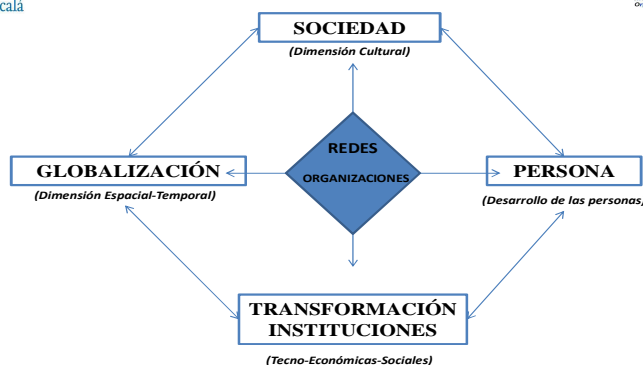 calá
SOCIEDAD
(Dimensión Cultural)
REDES
ORGANIZACIONES
GLOBALIZACIÓN
(Dimensión Espacial-Temporal)
PERSONA
(Desarrollo de las personas)
TRANSFORMACIÓN
INSTITUCIONES
(Tecno-Económicas-Sociales)